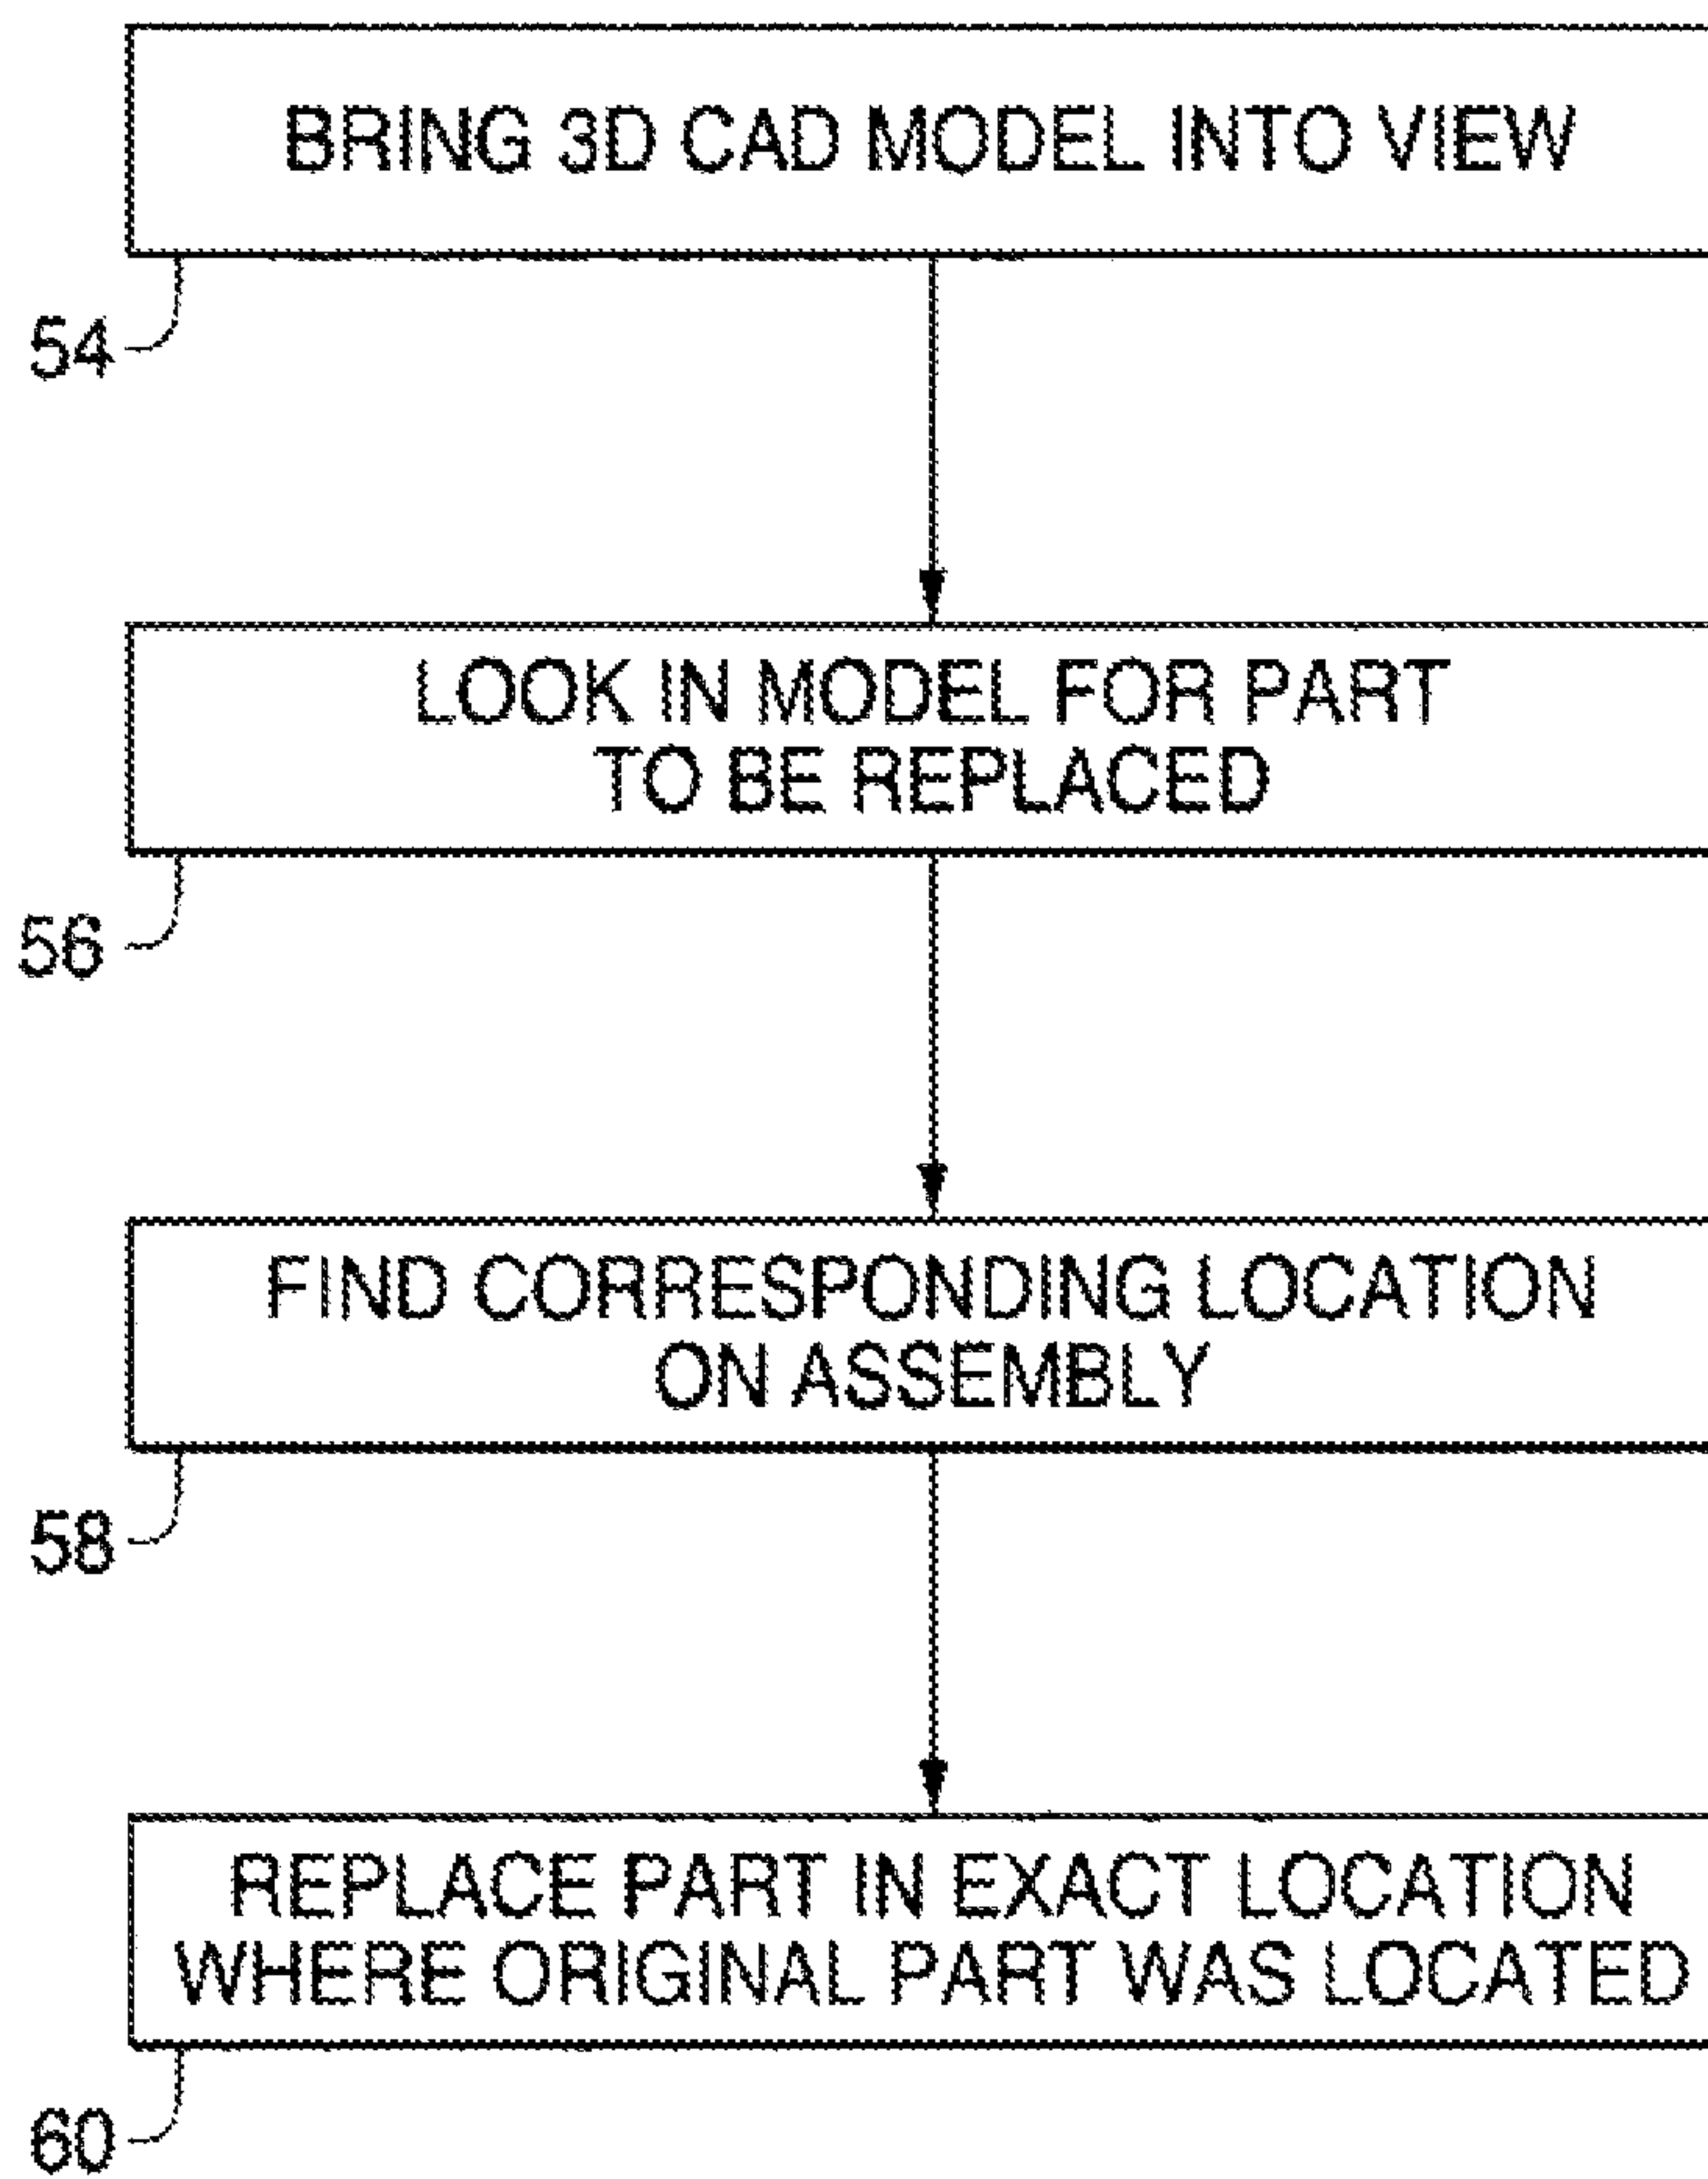 BRING 3D CAD MODEL INTO VIEW
54
LOOK IN MODEL FOR PART
TO BE REPLACED
56
FIND CORRESPONDING LOCATION
ON ASSEMBLY
58
REPLACE PART IN EXACT LOCATION
WHERE ORIGINAL PART WAS LOCATED
60